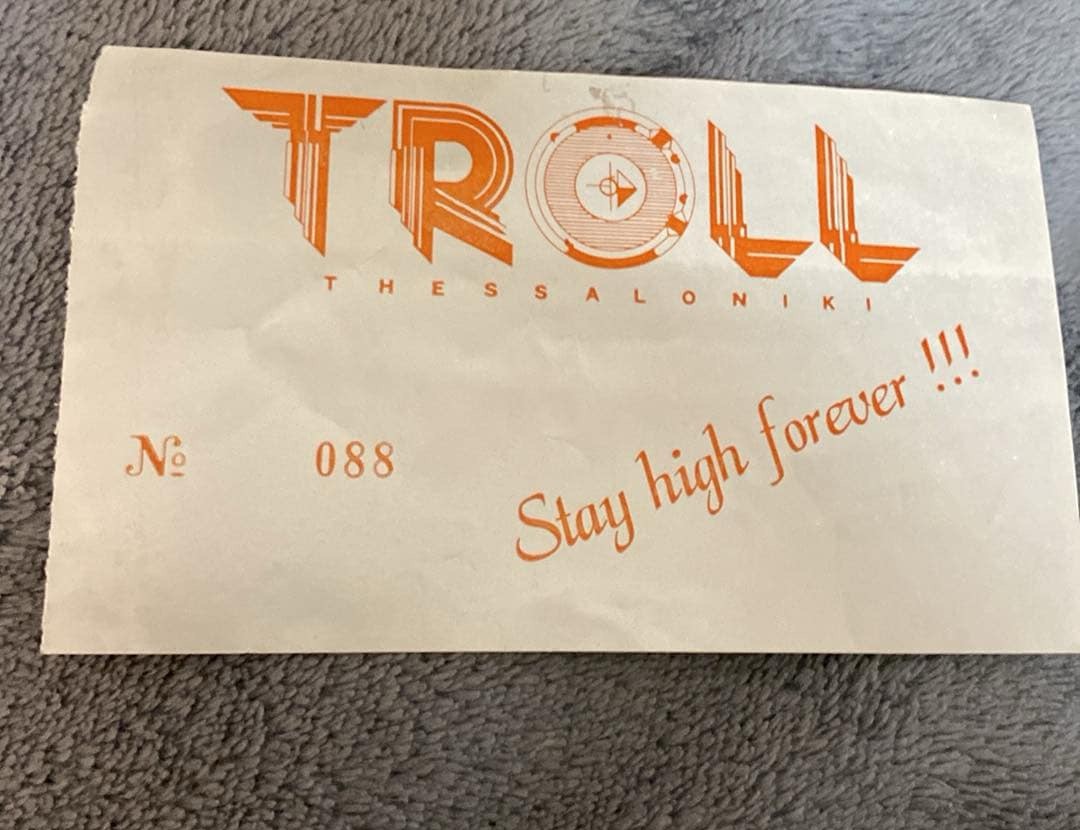 TROLL
THESSALONIKI
Stay high forever !!!
№ 088